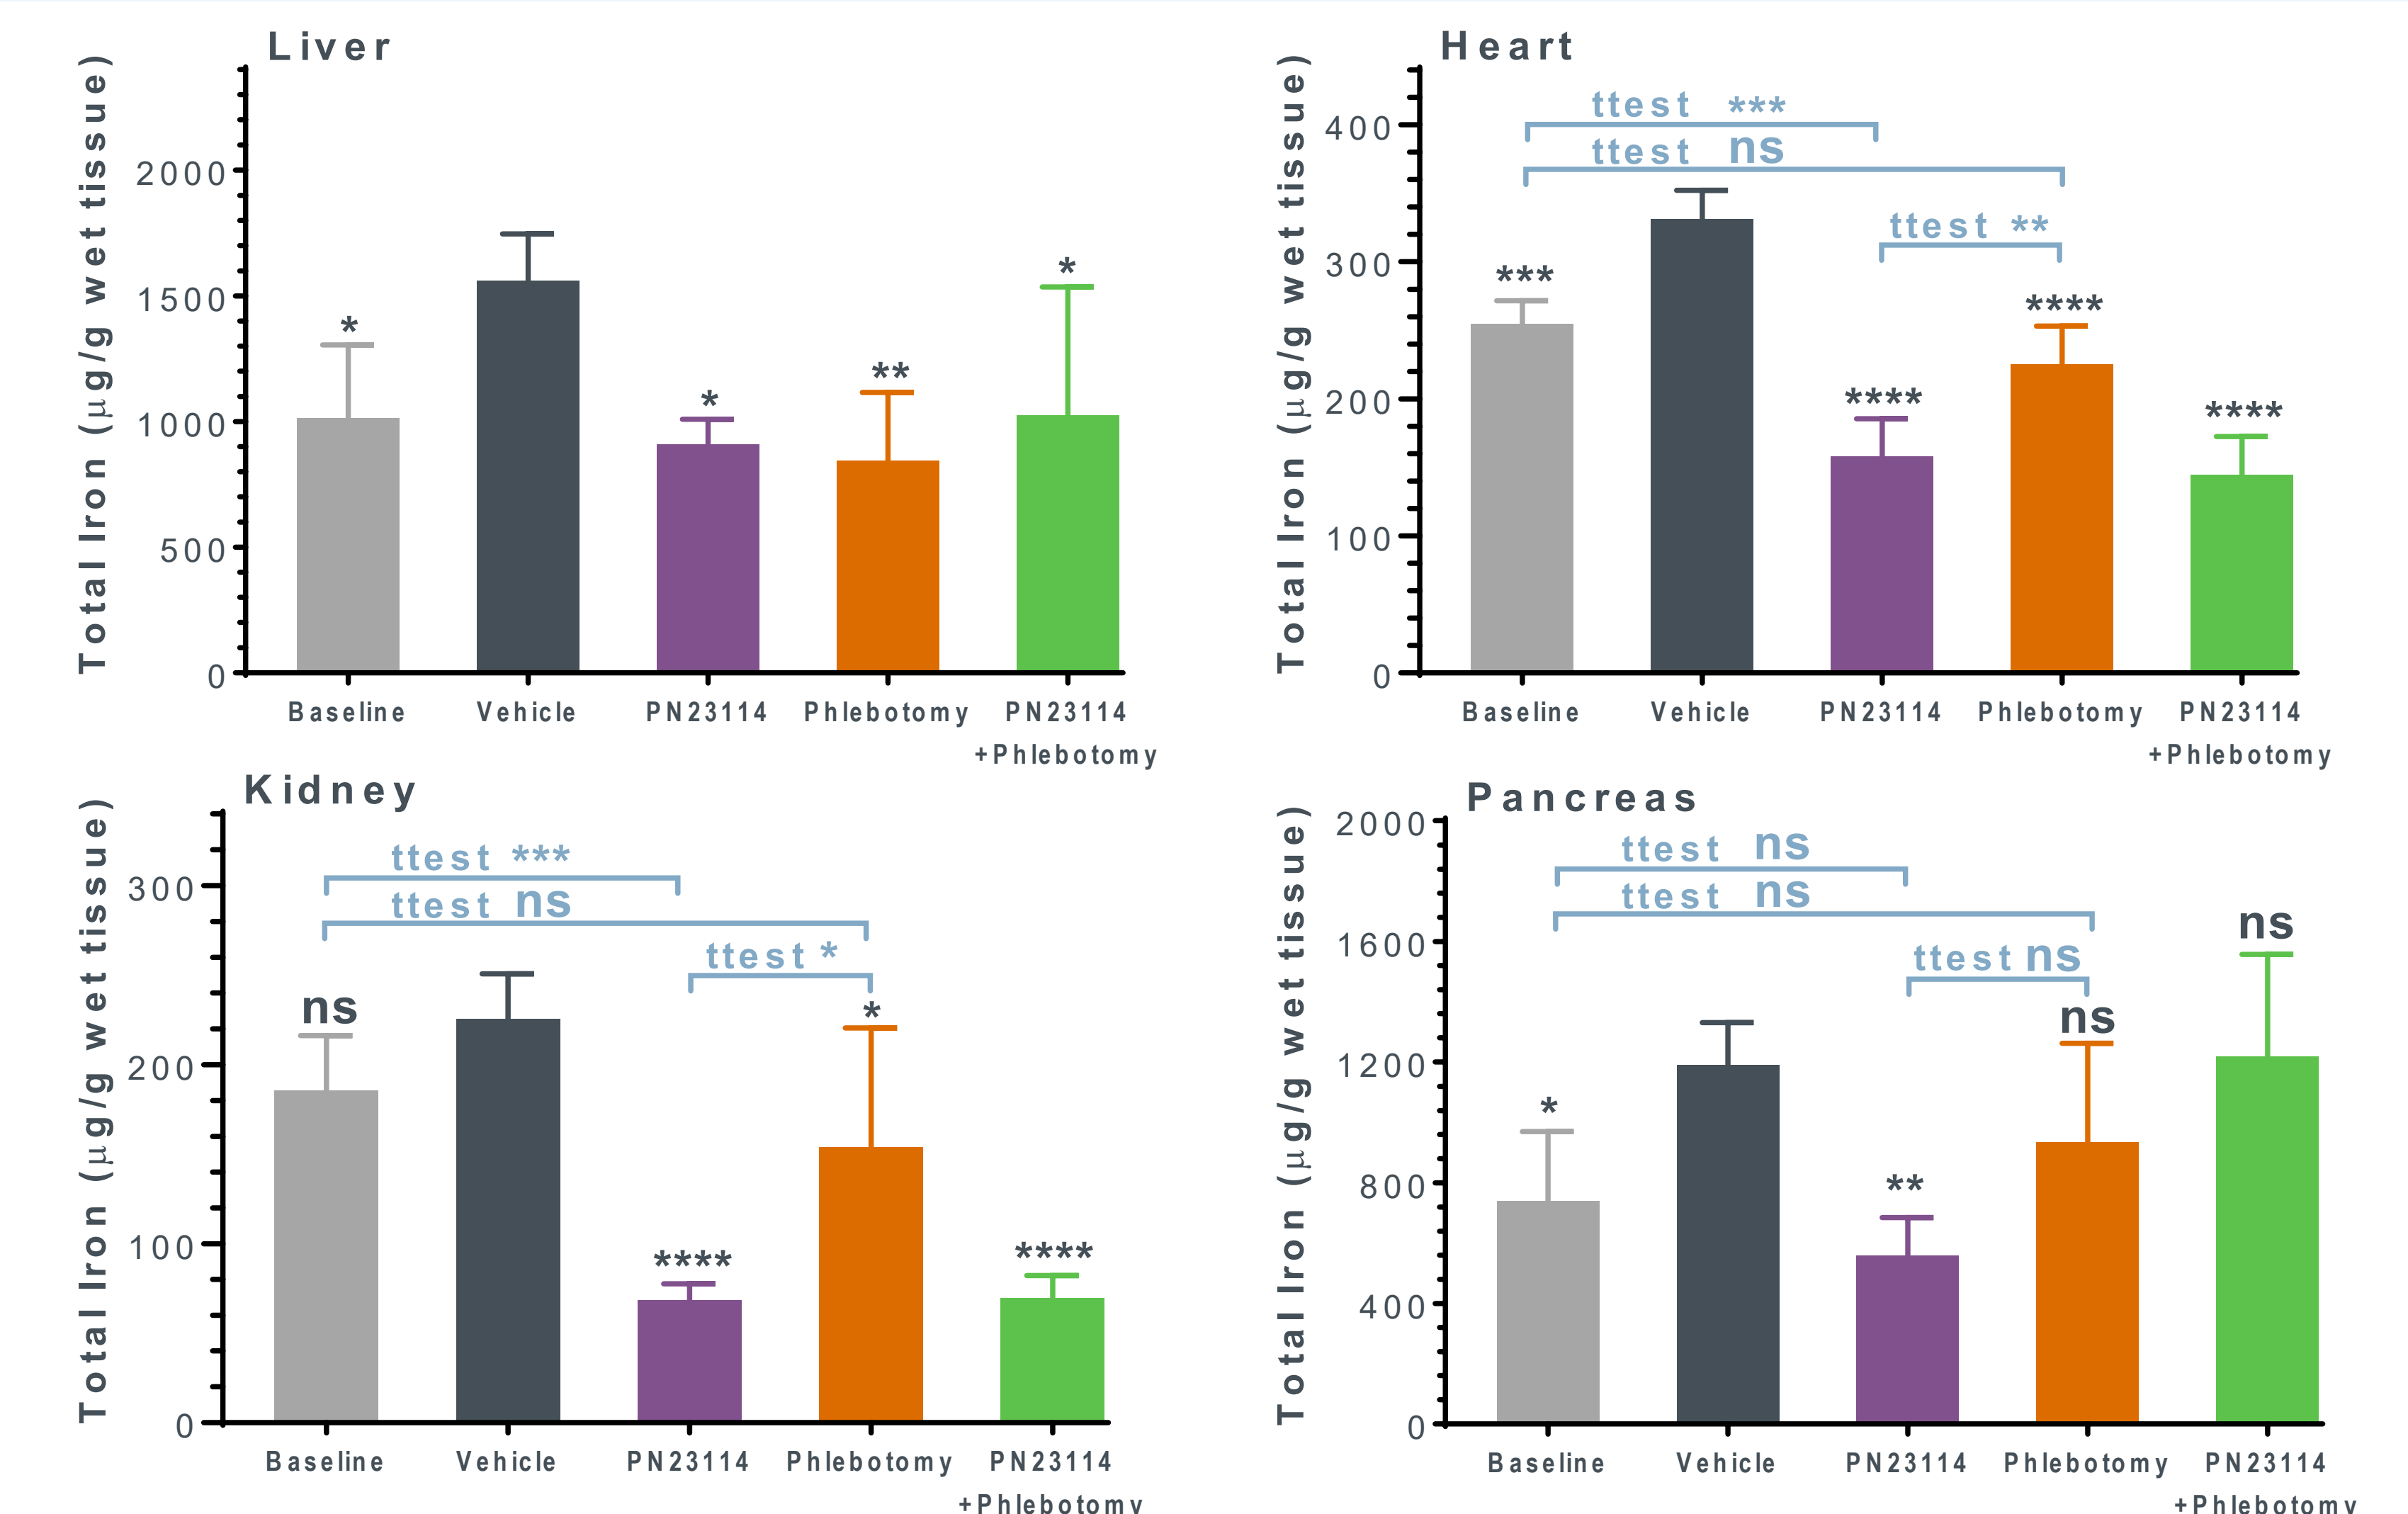 Liver
Total Iron (µg/g wet tissue)
2000
1500
1000
500
0
*
*
**
*
Baseline
Vehicle
PN23114
Phlebotomy
PN23114
+Phlebotomy
Heart
Total Iron (µg/g wet tissue)
400
300
200
100
0
ttest ***
ttest ns
ttest **
***
****
****
****
Baseline
Vehicle
PN23114
Phlebotomy
PN23114
+Phlebotomy
Kidney
Total Iron (µg/g wet tissue)
300
200
100
0
ttest ***
ttest ns
ttest *
ns
****
*
****
Baseline
Vehicle
PN23114
Phlebotomy
PN23114
+Phlebotomy
Pancreas
Total Iron (µg/g wet tissue)
2000
1600
1200
800
400
0
ttest ns
ttest ns
ttest ns
*
**
ns
ns
Baseline
Vehicle
PN23114
Phlebotomy
PN23114
+Phlebotomy